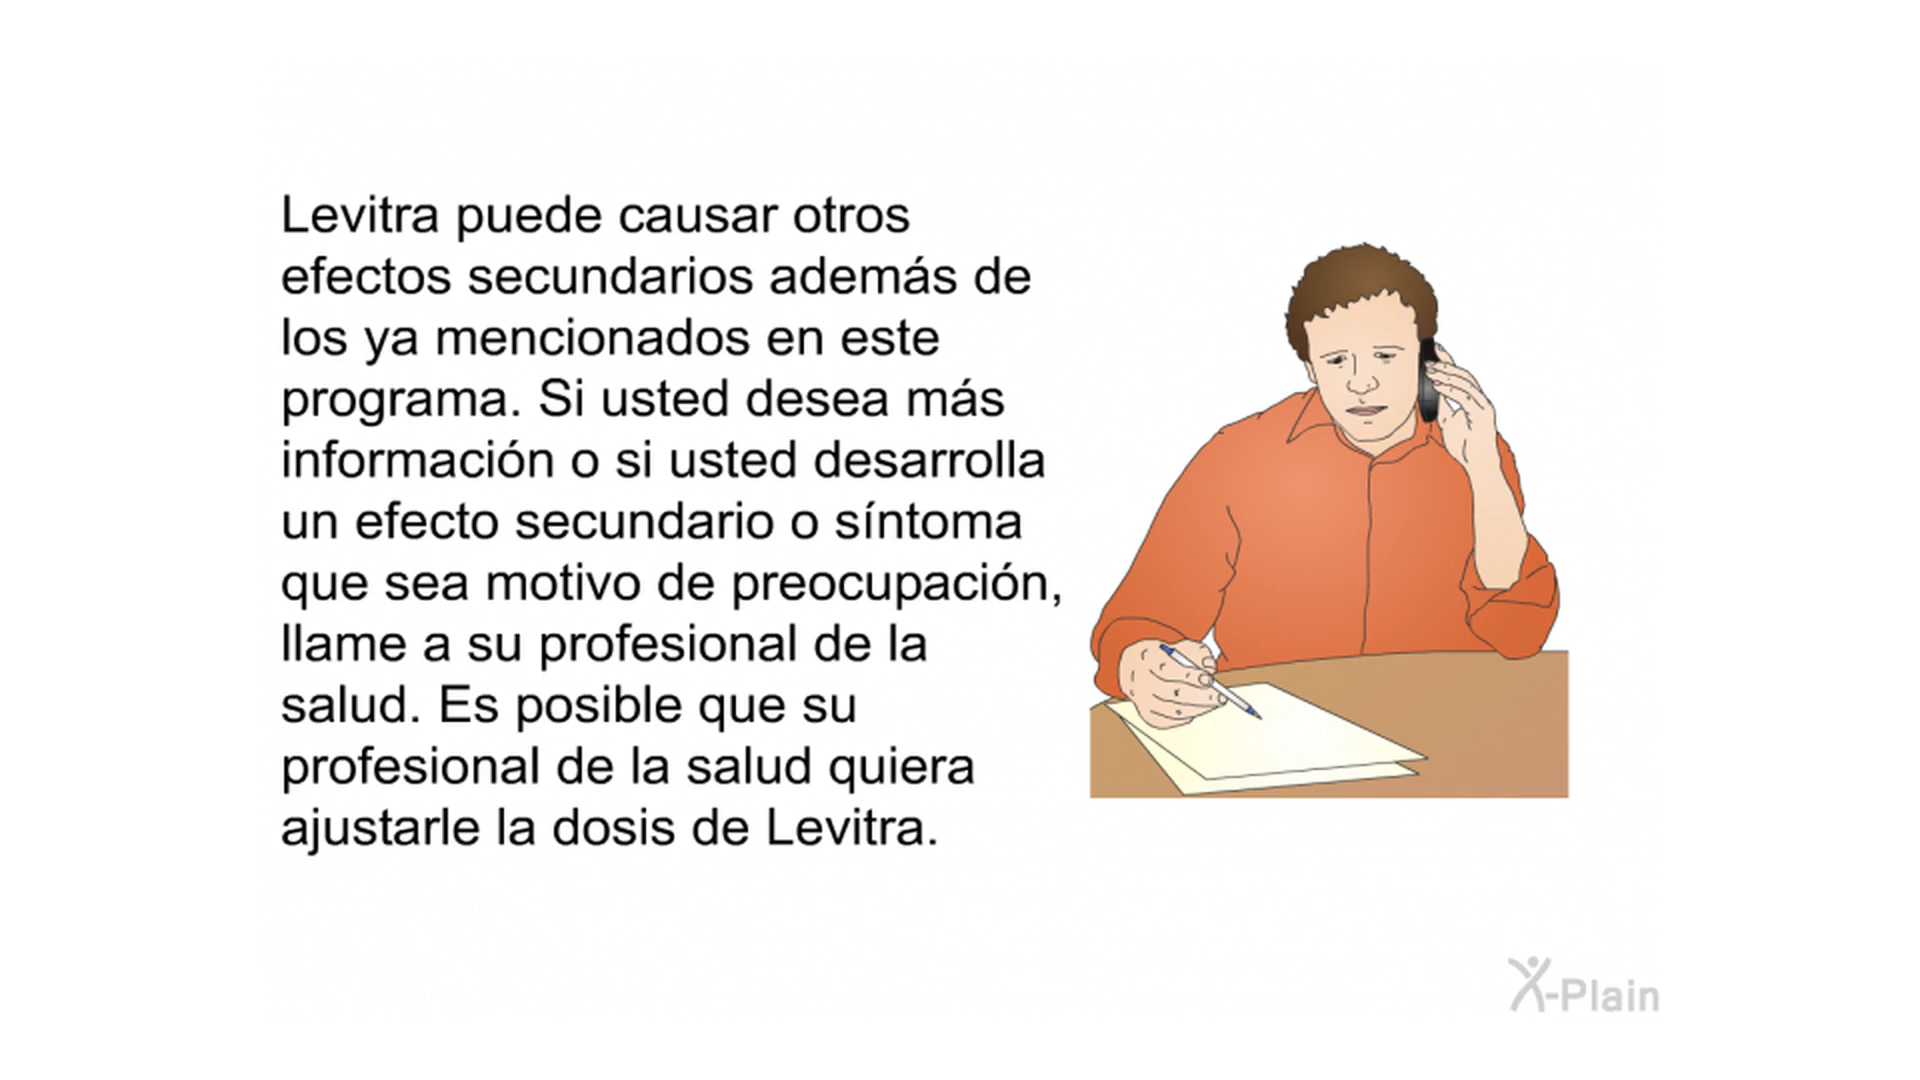 Levitra puede causar otros
efectos secundarios además de
los ya mencionados en este
programa. Si usted desea más
información o si usted desarrolla
un efecto secundario o síntoma
que sea motivo de preocupación,
llame a su profesional de la
salud. Es posible que su
profesional de la salud quiera
ajustarle la dosis de Levitra.
X-Plain